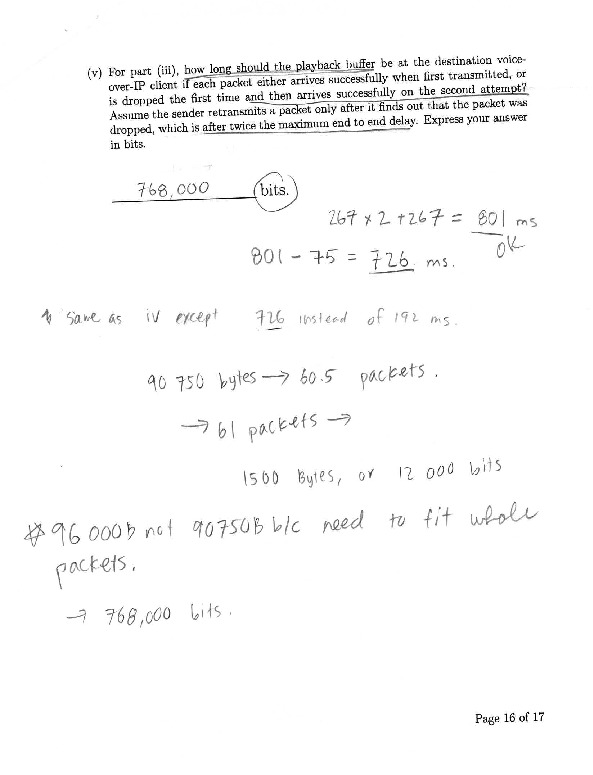 (v) For part (iii), how long should the playback buffer be at the destination voice-
over-IP client if each packet either arrives successfully when first transmitted, or
is dropped the first time and then arrives successfully on the second attempt?
Assume the sender retransmits a packet only after it finds out that the packet was
dropped, which is after twice the maximum end to end delay. Express your answer
in bits.
768,000 bits.
267 x 2 + 267 = 801 ms
OK
801 - 75 = 726 ms.
Same as iv except 726 instead of 192 ms.
90 750 bytes → 60.5 packets.
→ 61 packets →
1500 Bytes, or 12 000 bits
* 96 000B not 90750B b/c need to fit whole
packets.
→ 768,000 bits.
Page 16 of 17